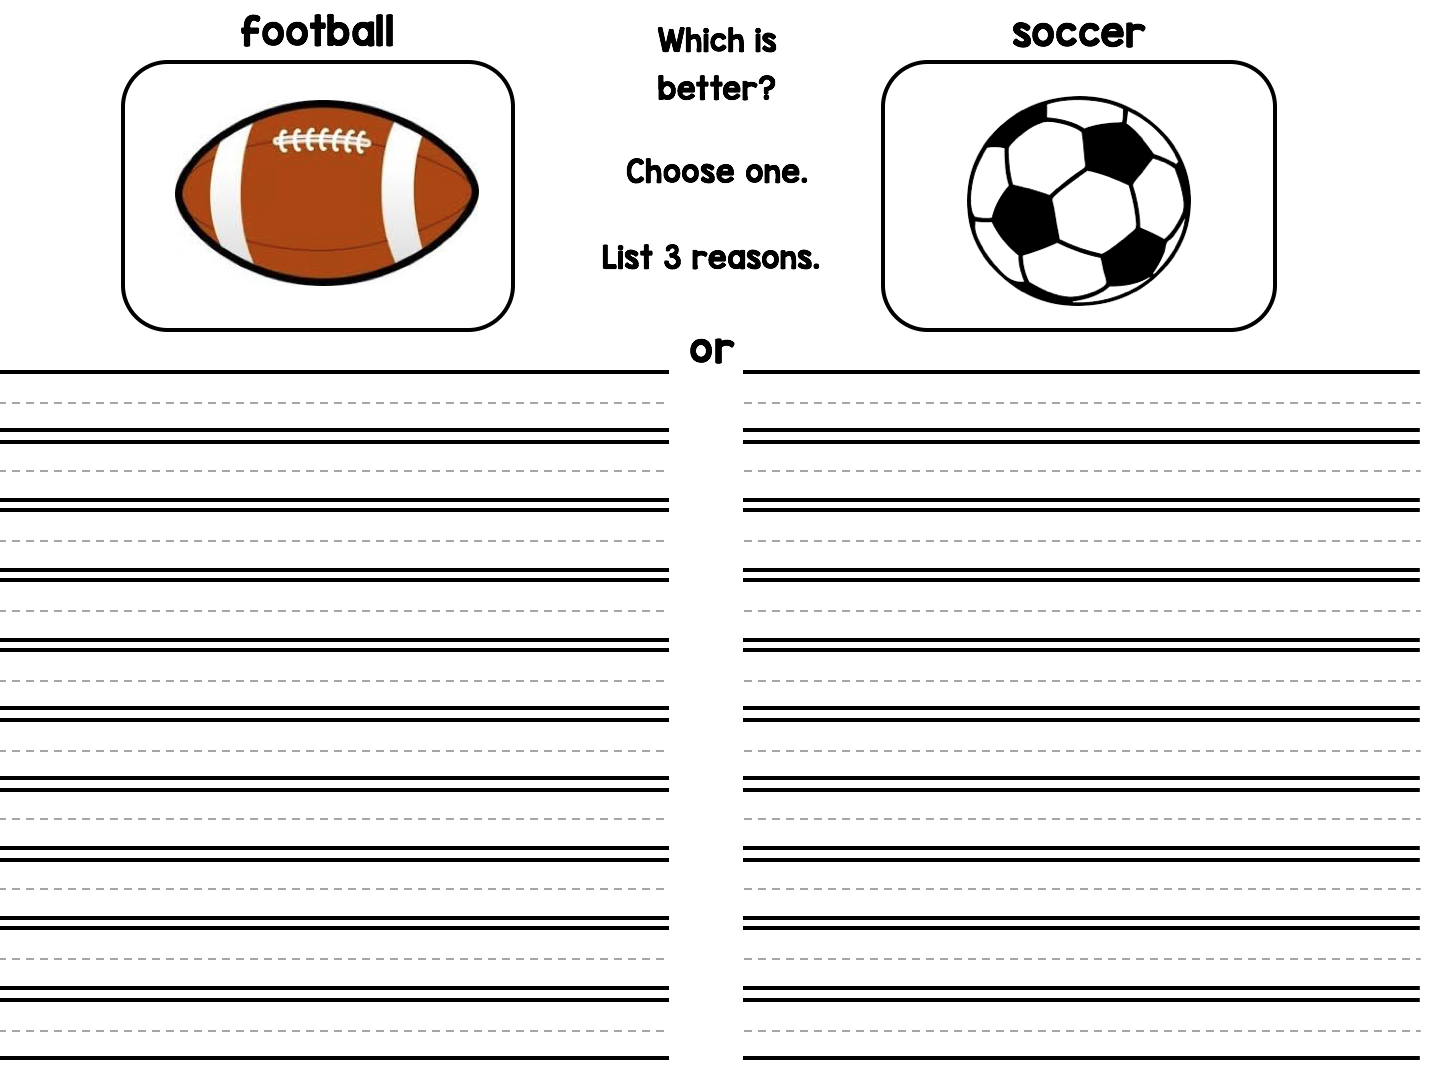 football
Which is
better?
Choose one.
List 3 reasons.
soccer
or